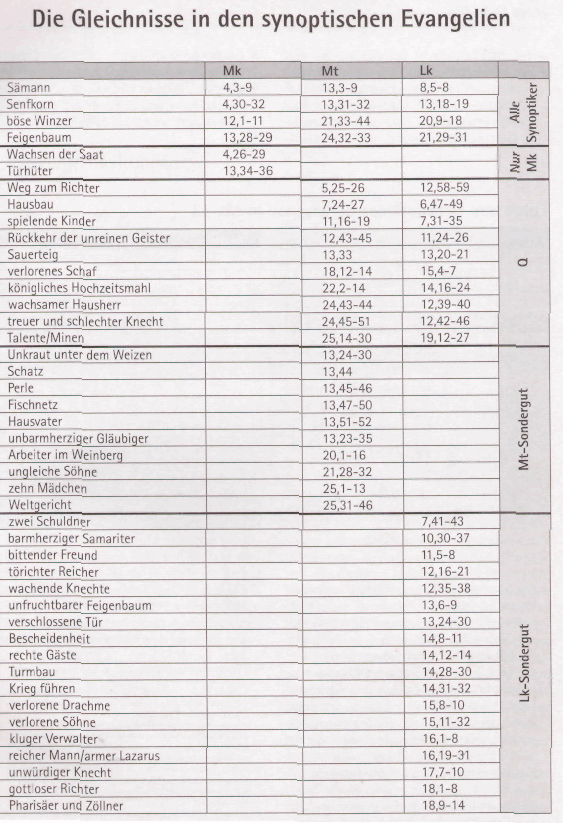 Die Gleichnisse in den synoptischen Evangelien
Mk Mt Lk
Sämann 4,3-9 13,3-9 8,5-8
Senfkorn 4,30-32 13,31-32 13,18-19
böse Winzer 12,1-11 21,33-44 20,9-18
Feigenbaum 13,28-29 24,32-33 21,29-31
Alle Synoptiker
Wachsen der Saat 4,26-29
Türhüter 13,34-36
Nur Mk
Weg zum Richter 5,25-26 12,58-59
Hausbau 7,24-27 6,47-49
spielende Kinder 11,16-19 7,31-35
Rückkehr der unreinen Geister 12,43-45 11,24-26
Sauerteig 13,33 13,20-21
verlorenes Schaf 18,12-14 15,4-7
königliches Hochzeitsmahl 22,2-14 14,16-24
wachsamer Hausherr 24,43-44 12,39-40
treuer und schlechter Knecht 24,45-51 12,42-46
Talente/Minen 25,14-30 19,12-27
Q
Unkraut unter dem Weizen 13,24-30
Schatz 13,44
Perle 13,45-46
Fischnetz 13,47-50
Hausvater 13,51-52
unbarmherziger Gläubiger 13,23-35
Arbeiter im Weinberg 20,1-16
ungleiche Söhne 21,28-32
zehn Mädchen 25,1-13
Weltgericht 25,31-46
Mt-Sondergut
zwei Schuldner 7,41-43
barmherziger Samariter 10,30-37
bittender Freund 11,5-8
törichter Reicher 12,16-21
wachende Knechte 12,35-38
unfruchtbarer Feigenbaum 13,6-9
verschlossene Tür 13,24-30
Bescheidenheit 14,8-11
rechte Gäste 14,12-14
Turmbau 14,28-30
Krieg führen 14,31-32
verlorene Drachme 15,8-10
verlorene Söhne 15,11-32
kluger Verwalter 16,1-8
reicher Mann/armer Lazarus 16,19-31
unwürdiger Knecht 17,7-10
gottloser Richter 18,1-8
Pharisäer und Zöllner 18,9-14
Lk-Sondergut